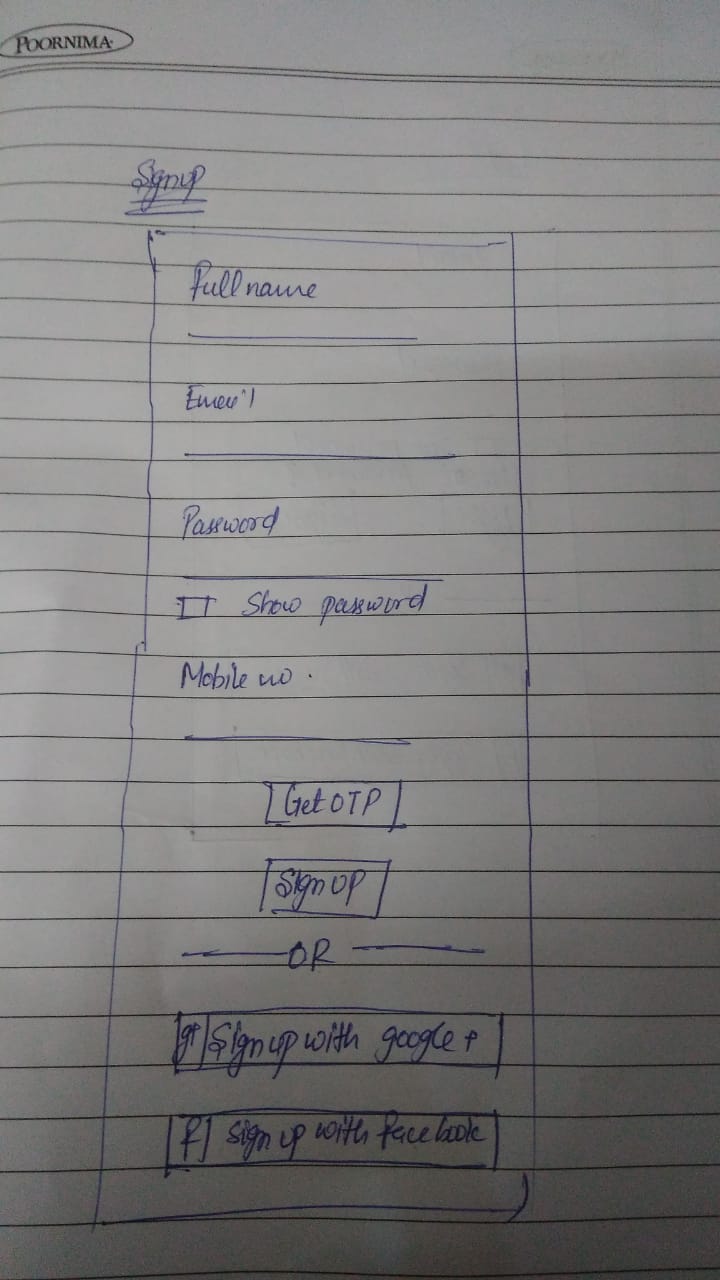 POORNIMA
Signup
Full name
Email
Password
Show password
Mobile no.
Get OTP
Sign up
OR
g+ Sign up with google +
f Sign up with facebook